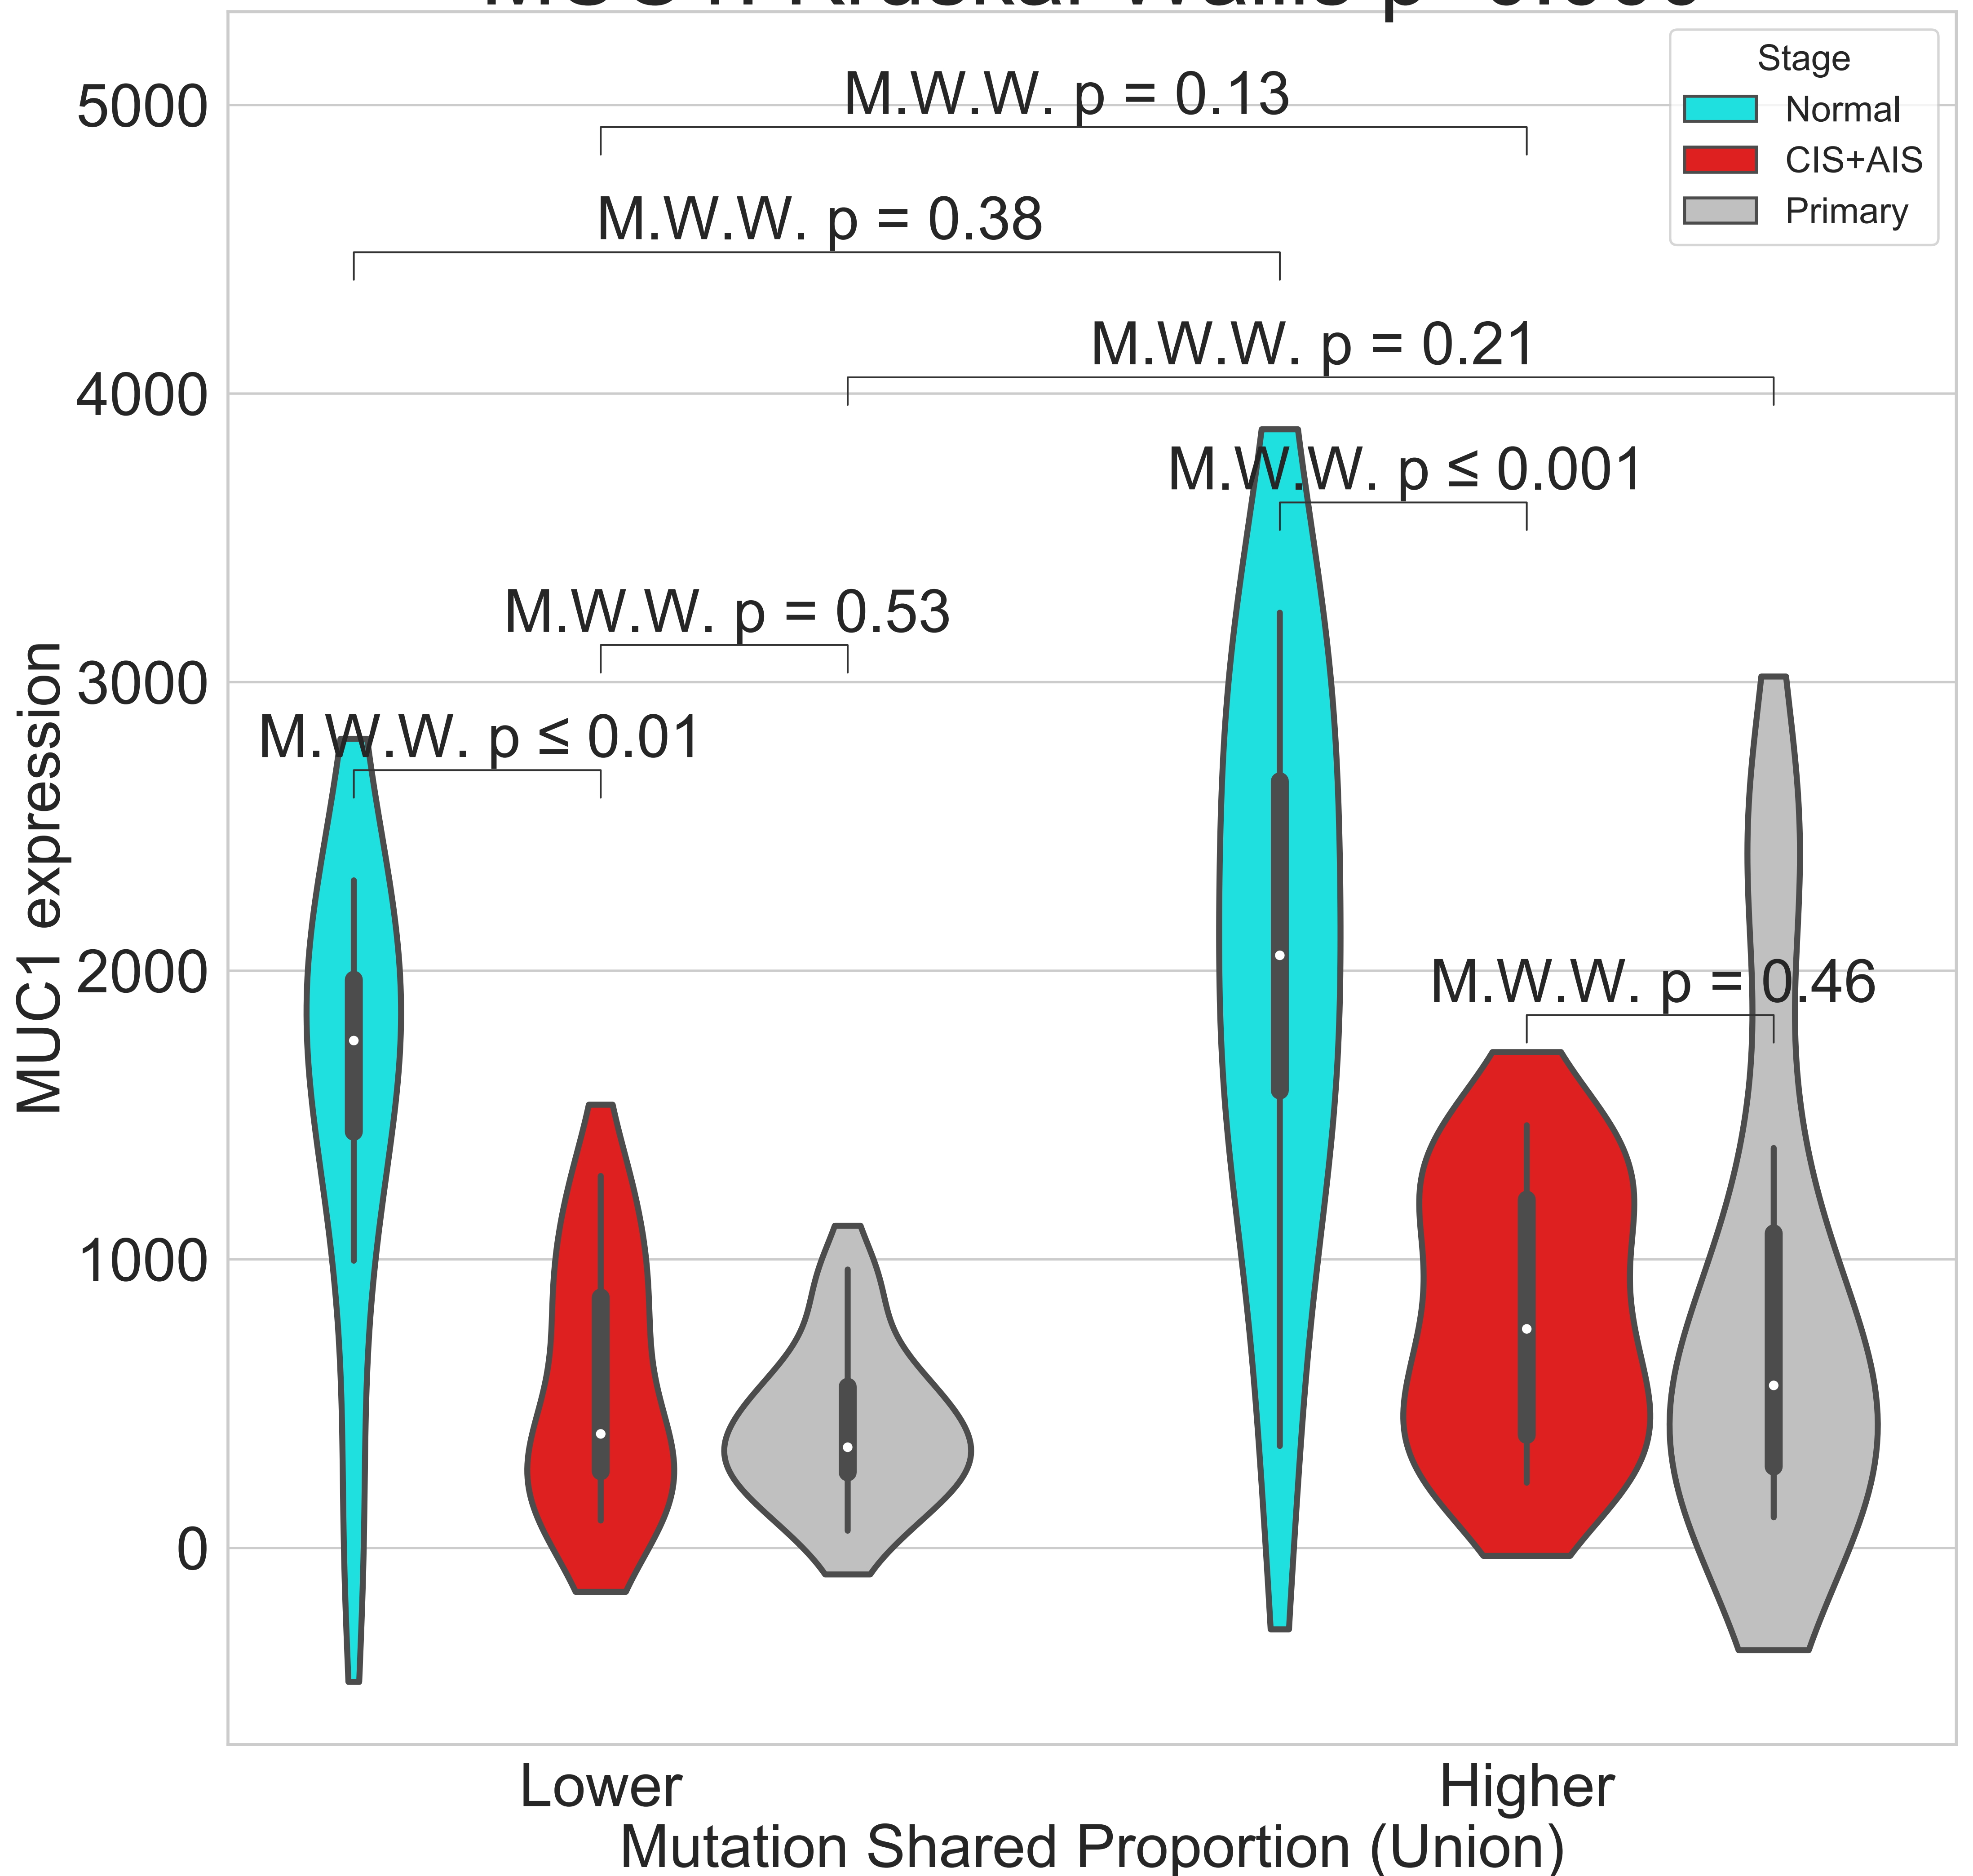 Stage
Normal
CIS+AIS
Primary
M.W.W. p = 0.13
M.W.W. p = 0.38
M.W.W. p = 0.21
M.W.W. p ≤ 0.001
M.W.W. p = 0.53
M.W.W. p ≤ 0.01
M.W.W. p = 0.46
5000
4000
3000
2000
1000
0
MUC1 expression
Lower
Higher
Mutation Shared Proportion (Union)